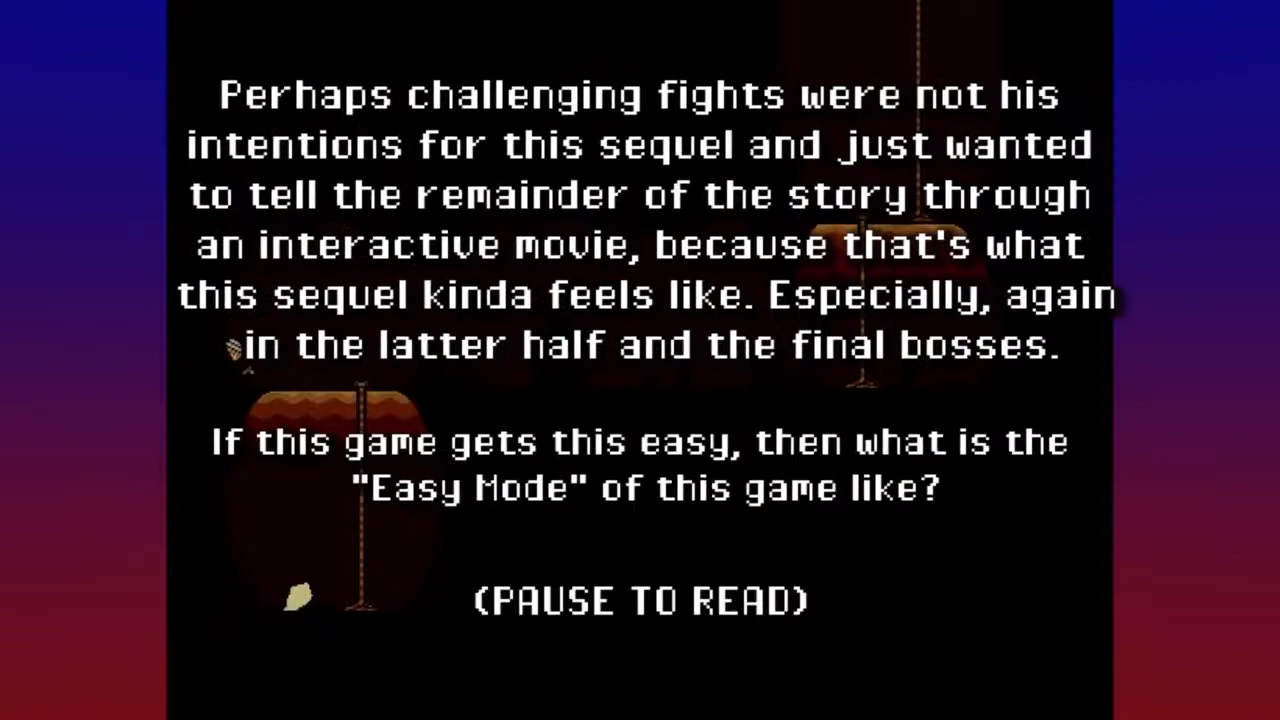 Perhaps challenging fights were not his
intentions for this sequel and just wanted
to tell the remainder of the story through
an interactive movie, because that's what
this sequel kinda feels like. Especially, again
in the latter half and the final bosses.
If this game gets this easy, then what is the
"Easy Mode" of this game like?
(PAUSE TO READ)